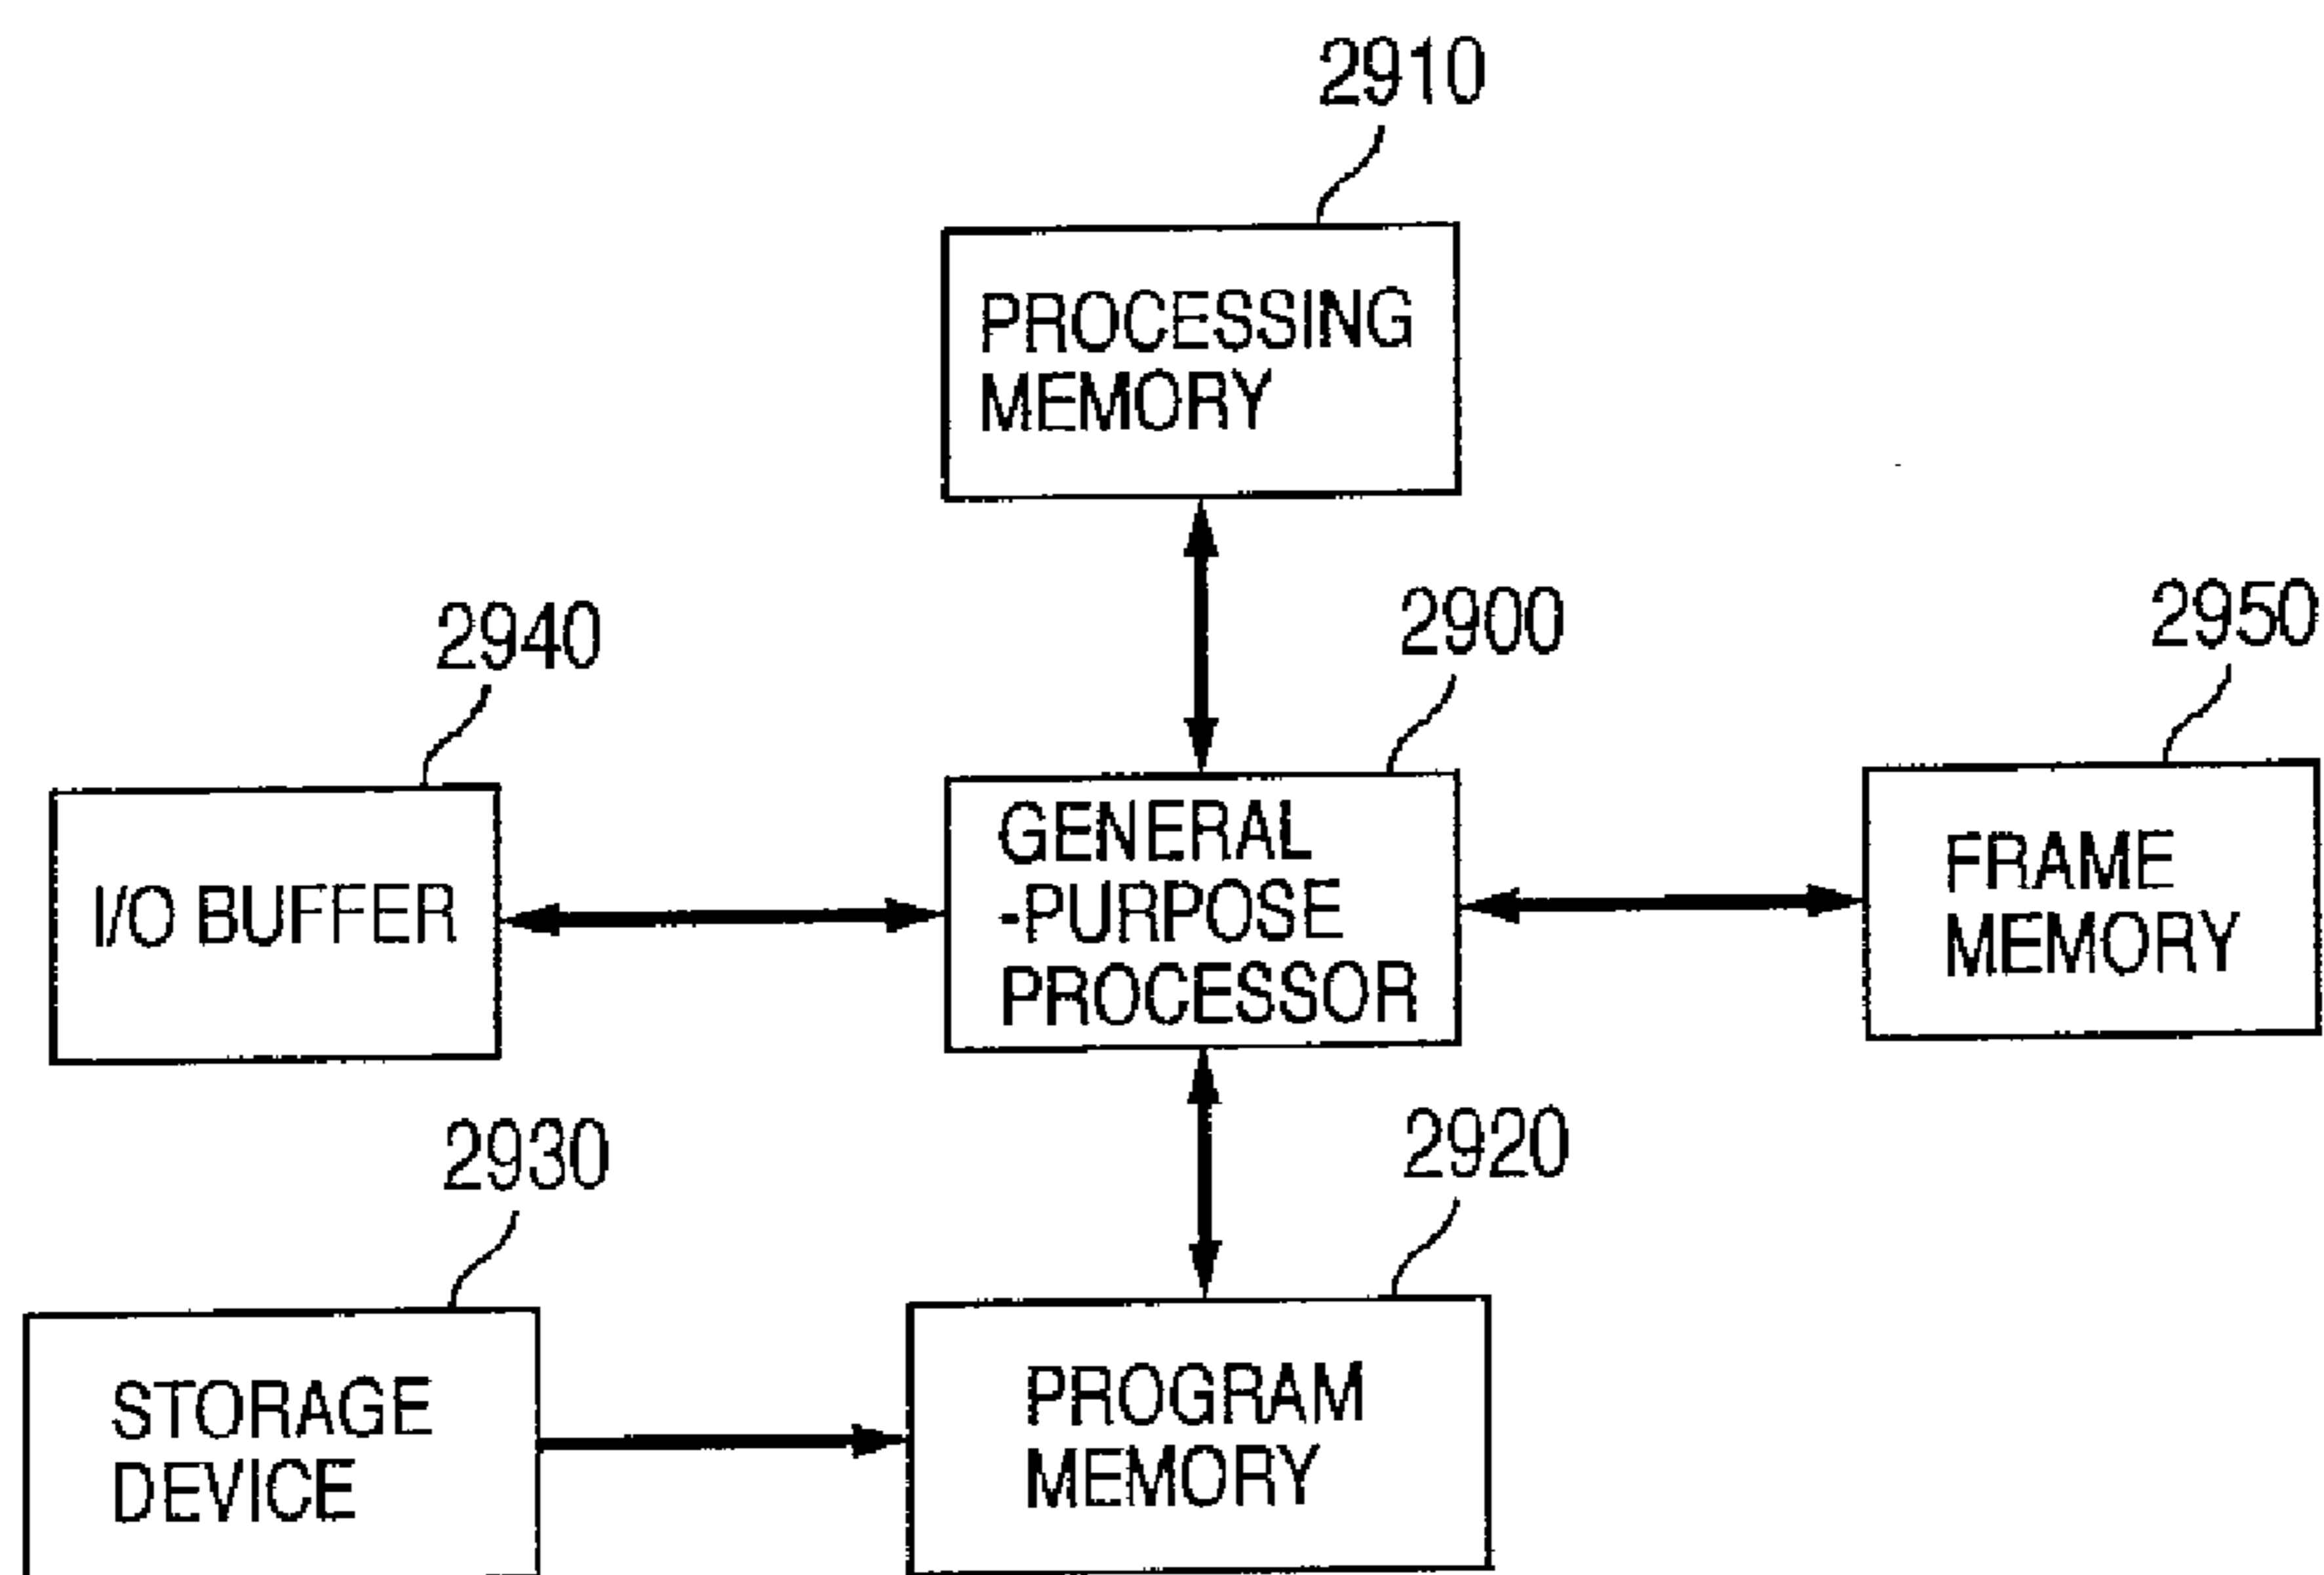 2910
PROCESSING
MEMORY
2940
2900
2950
I/O BUFFER
GENERAL
-PURPOSE
PROCESSOR
FRAME
MEMORY
2930
2920
STORAGE
DEVICE
PROGRAM
MEMORY